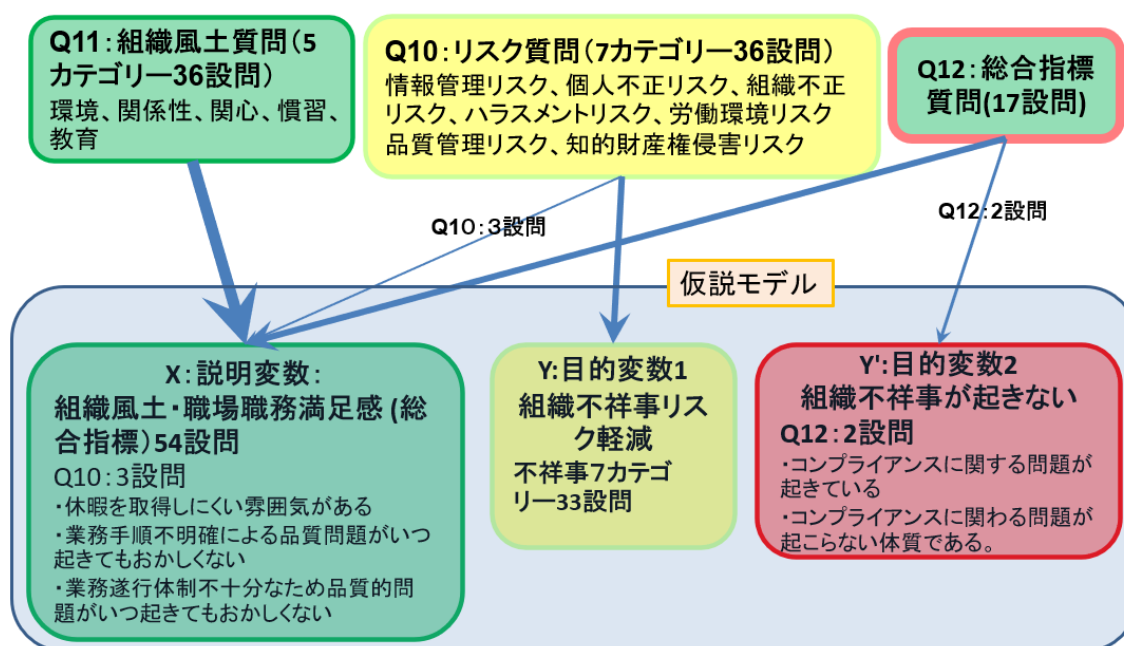 Q11：組織風土質問（5
カテゴリー36設問）
環境、関係性、関心、慣習、
教育
Q10：リスク質問（7カテゴリー36設問）
情報管理リスク、個人不正リスク、組織不正
リスク、ハラスメントリスク、労働環境リスク
品質管理リスク、知的財産権侵害リスク
Q12：総合指標
質問(17設問)
Q10：3設問
Q12：2設問
仮説モデル
X：説明変数：
組織風土・職場職務満足感 (総
合指標）54設問
Q10：3設問
・休暇を取得しにくい雰囲気がある
・業務手順不明確による品質問題がいつ
起きてもおかしくない
・業務遂行体制不十分なため品質的問
題がいつ起きてもおかしくない
Y:目的変数1
組織不祥事リス
ク軽減
不祥事7カテゴ
リー33設問
Y':目的変数2
組織不祥事が起きない
Q12：2設問
・コンプライアンスに関する問題が
起きている
・コンプライアンスに関わる問題が
起こらない体質である。